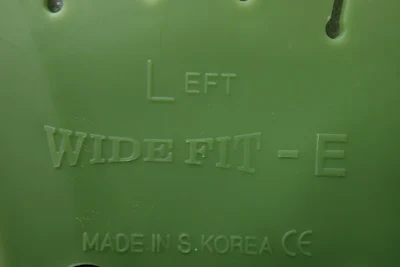 LEFT
WIDE FIT - E
MADE IN S. KOREA CE